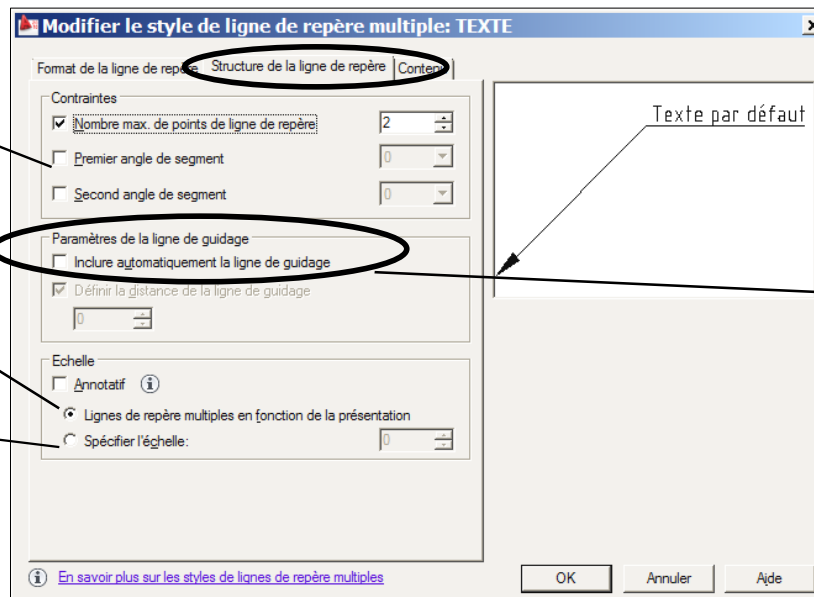 Modifier le style de ligne de repère multiple: TEXTE
Format de la ligne de repère Structure de la ligne de repère Contenu
Contraintes
Nombre max. de points de ligne de repère 2
Premier angle de segment 0
Second angle de segment 0
Paramètres de la ligne de guidage
Inclure automatiquement la ligne de guidage
Définir la distance de la ligne de guidage
0
Echelle
Annotatif
Lignes de repère multiples en fonction de la présentation
Spécifier l'échelle: 0
Texte par défaut
En savoir plus sur les styles de lignes de repère multiples
OK Annuler Aide